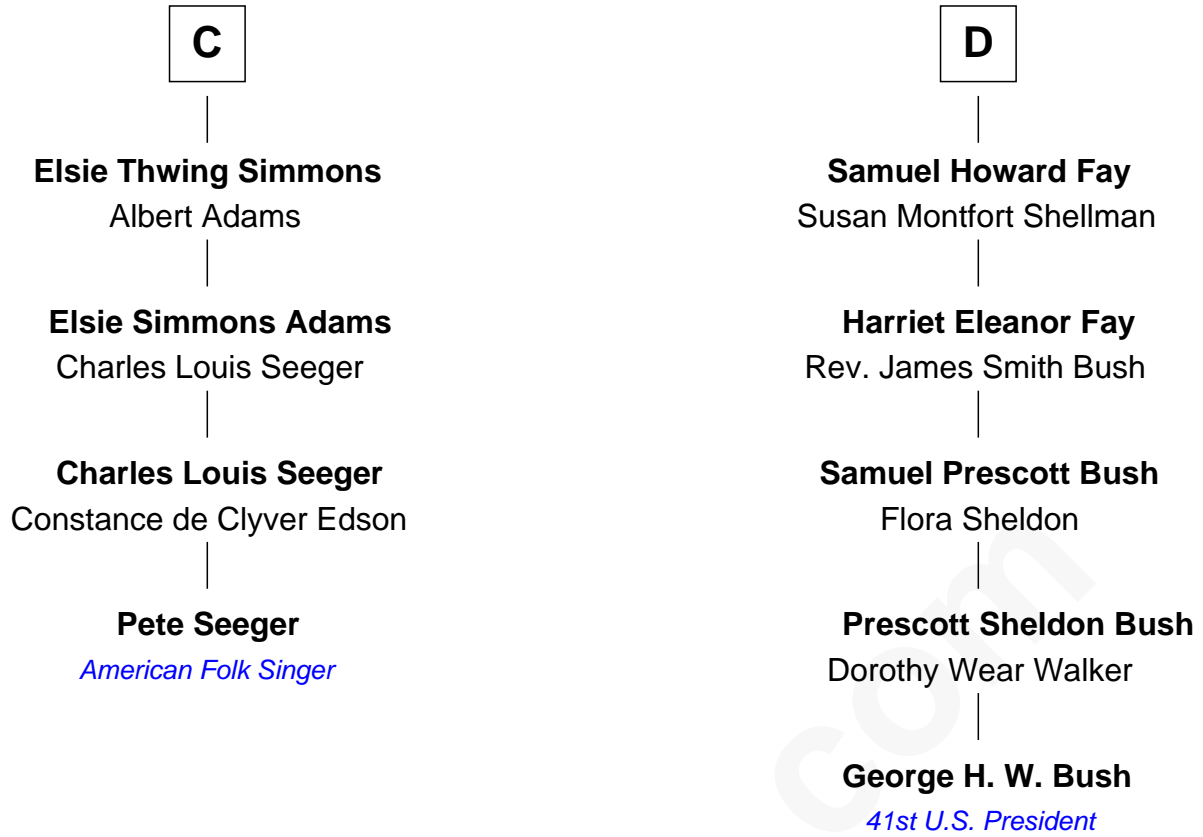 C
Elsie Thwing Simmons
Albert Adams
Elsie Simmons Adams
Charles Louis Seeger
Charles Louis Seeger
Constance de Clyver Edson
Pete Seeger
American Folk Singer
D
Samuel Howard Fay
Susan Montfort Shellman
Harriet Eleanor Fay
Rev. James Smith Bush
Samuel Prescott Bush
Flora Sheldon
Prescott Sheldon Bush
Dorothy Wear Walker
George H. W. Bush
41st U.S. President
com